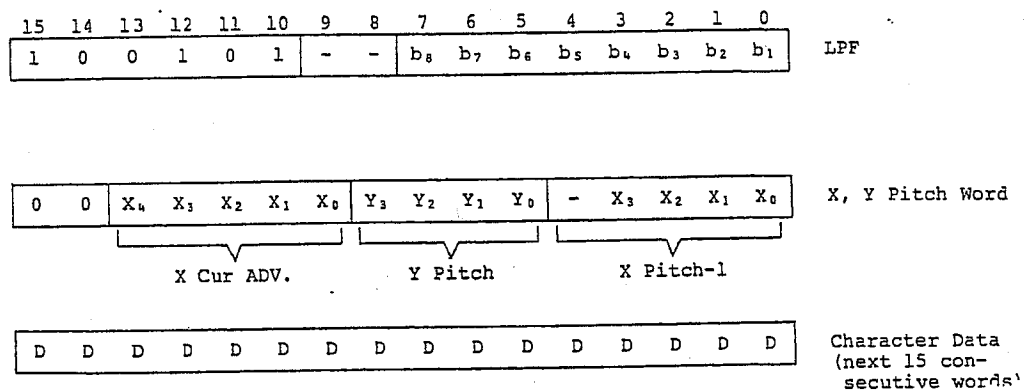 15 14 13 12 11 10 9 8 7 6 5 4 3 2 1 0
1 0 0 1 0 1 - - b₈ b₇ b₆ b₅ b₄ b₃ b₂ b₁ LPF
0 0 X₄ X₃ X₂ X₁ X₀ Y₃ Y₂ Y₁ Y₀ - X₃ X₂ X₁ X₀ X, Y Pitch Word
X Cur ADV. Y Pitch X Pitch-1
D D D D D D D D D D D D D D D D Character Data
(next 15 con-
secutive words)